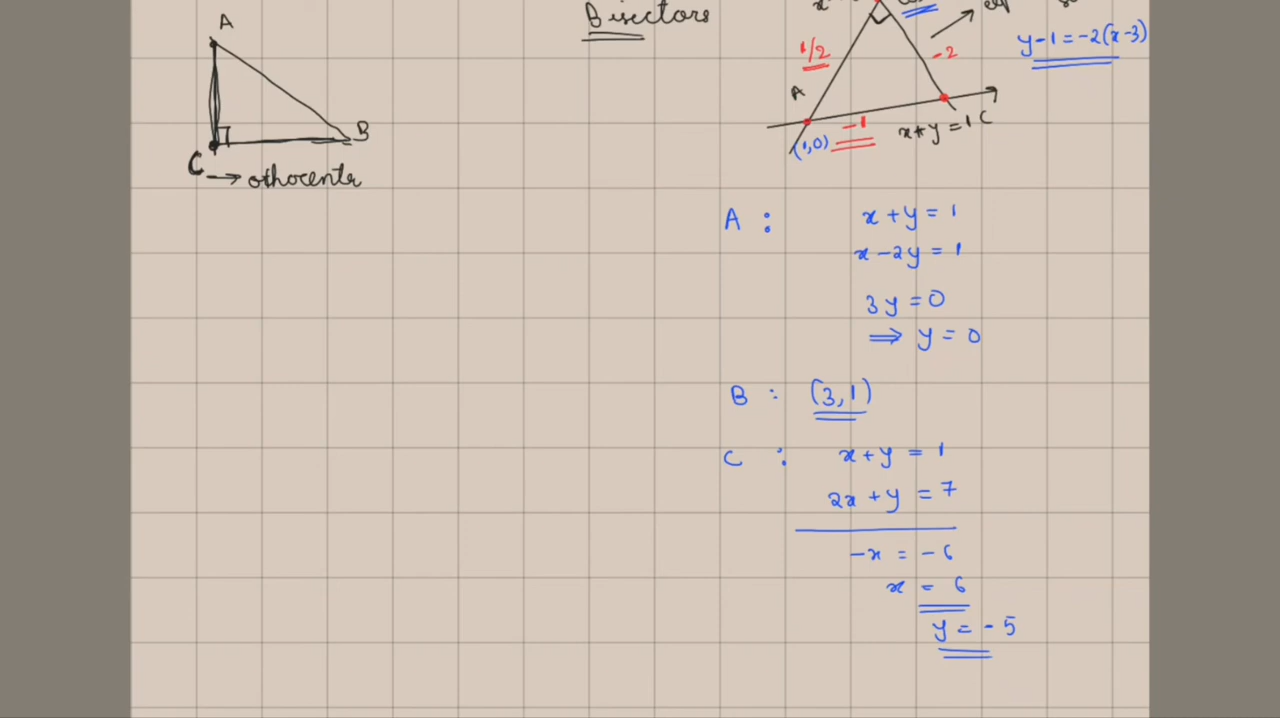 A
B
C
→ othocentr
Bisectors
y-1=-2(x-3)
1/2
-2
A
(1,0)
-1
x+y=1 C
A : x+y=1
x-2y=1
3y=0
⇒ y=0
B : (3,1)
C : x+y=1
2x+y=7
-x=-6
x=6
y=-5